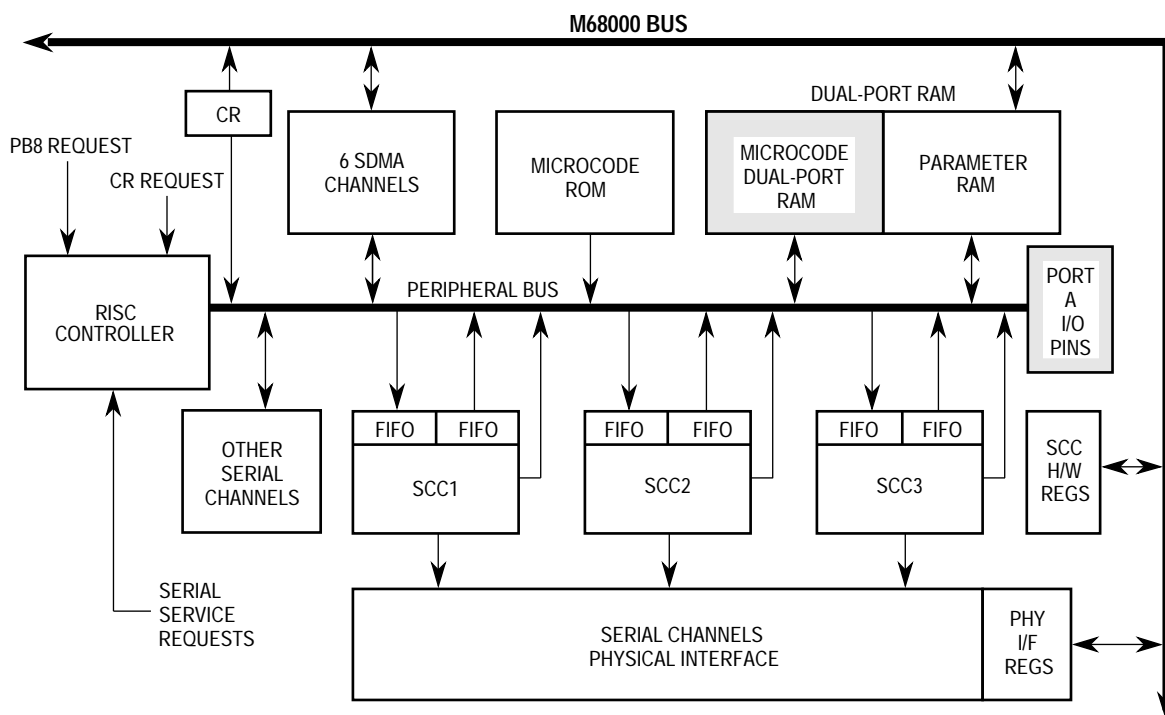 M68000 BUS
CR
DUAL-PORT RAM
PB8 REQUEST
CR REQUEST
6 SDMA
CHANNELS
MICROCODE
ROM
MICROCODE
DUAL-PORT
RAM
PARAMETER
RAM
RISC
CONTROLLER
PERIPHERAL BUS
PORT
A
I/O
PINS
OTHER
SERIAL
CHANNELS
FIFO FIFO
SCC1
FIFO FIFO
SCC2
FIFO FIFO
SCC3
SCC
H/W
REGS
SERIAL
SERVICE
REQUESTS
SERIAL CHANNELS
PHYSICAL INTERFACE
PHY
I/F
REGS